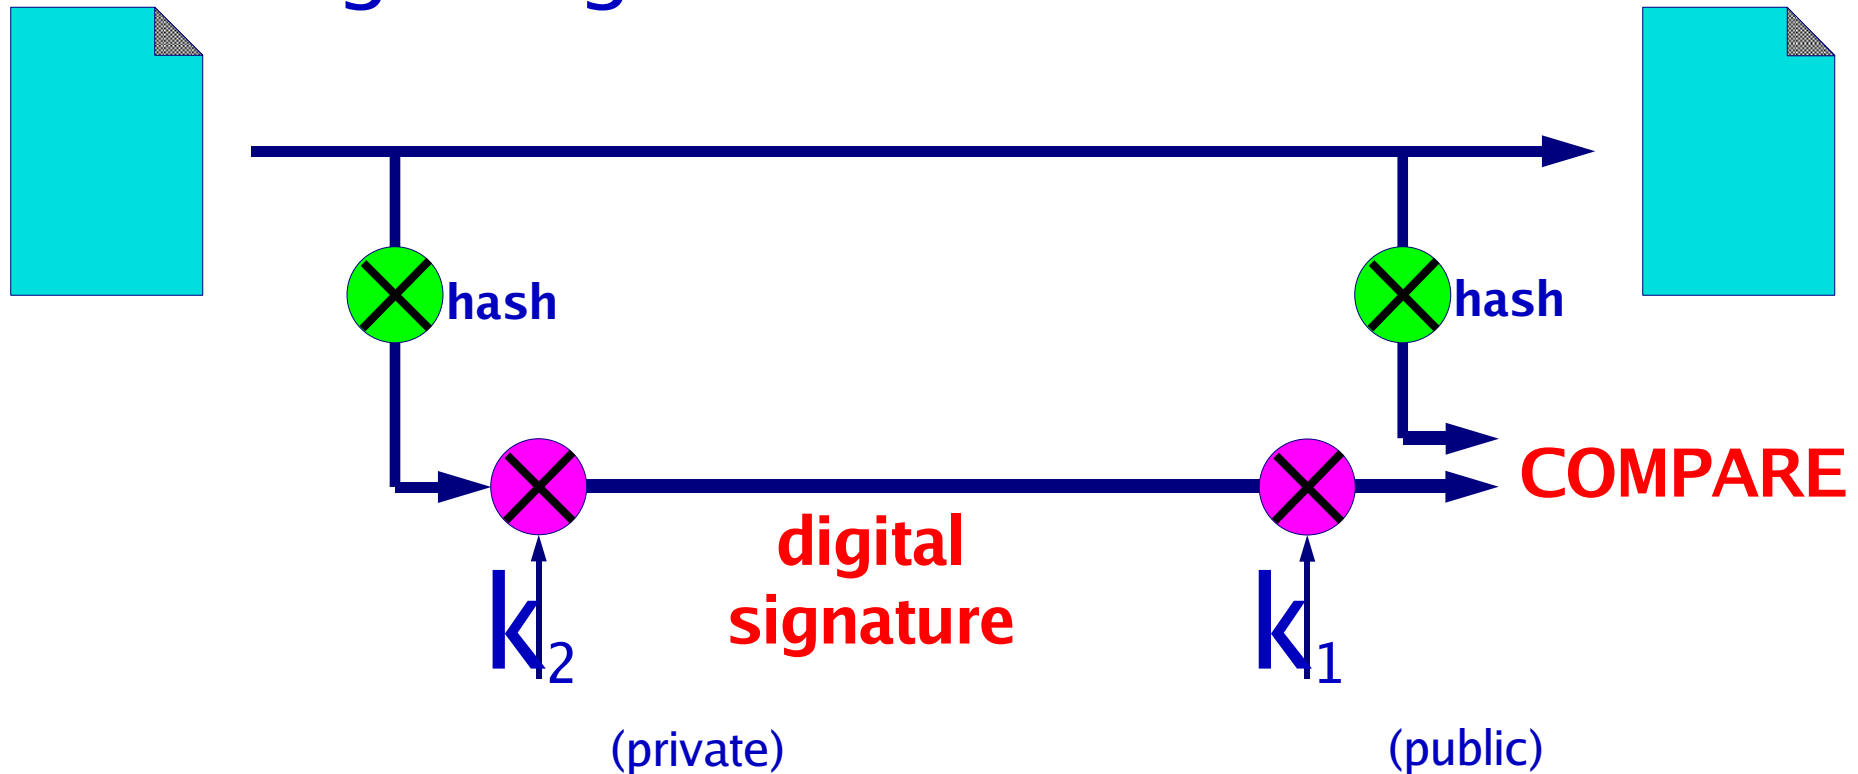 hash
hash
COMPARE
digital
signature
k2
k1
(private)
(public)